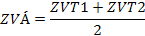 ZVÁ = ZVT1 + ZVT2 / 2